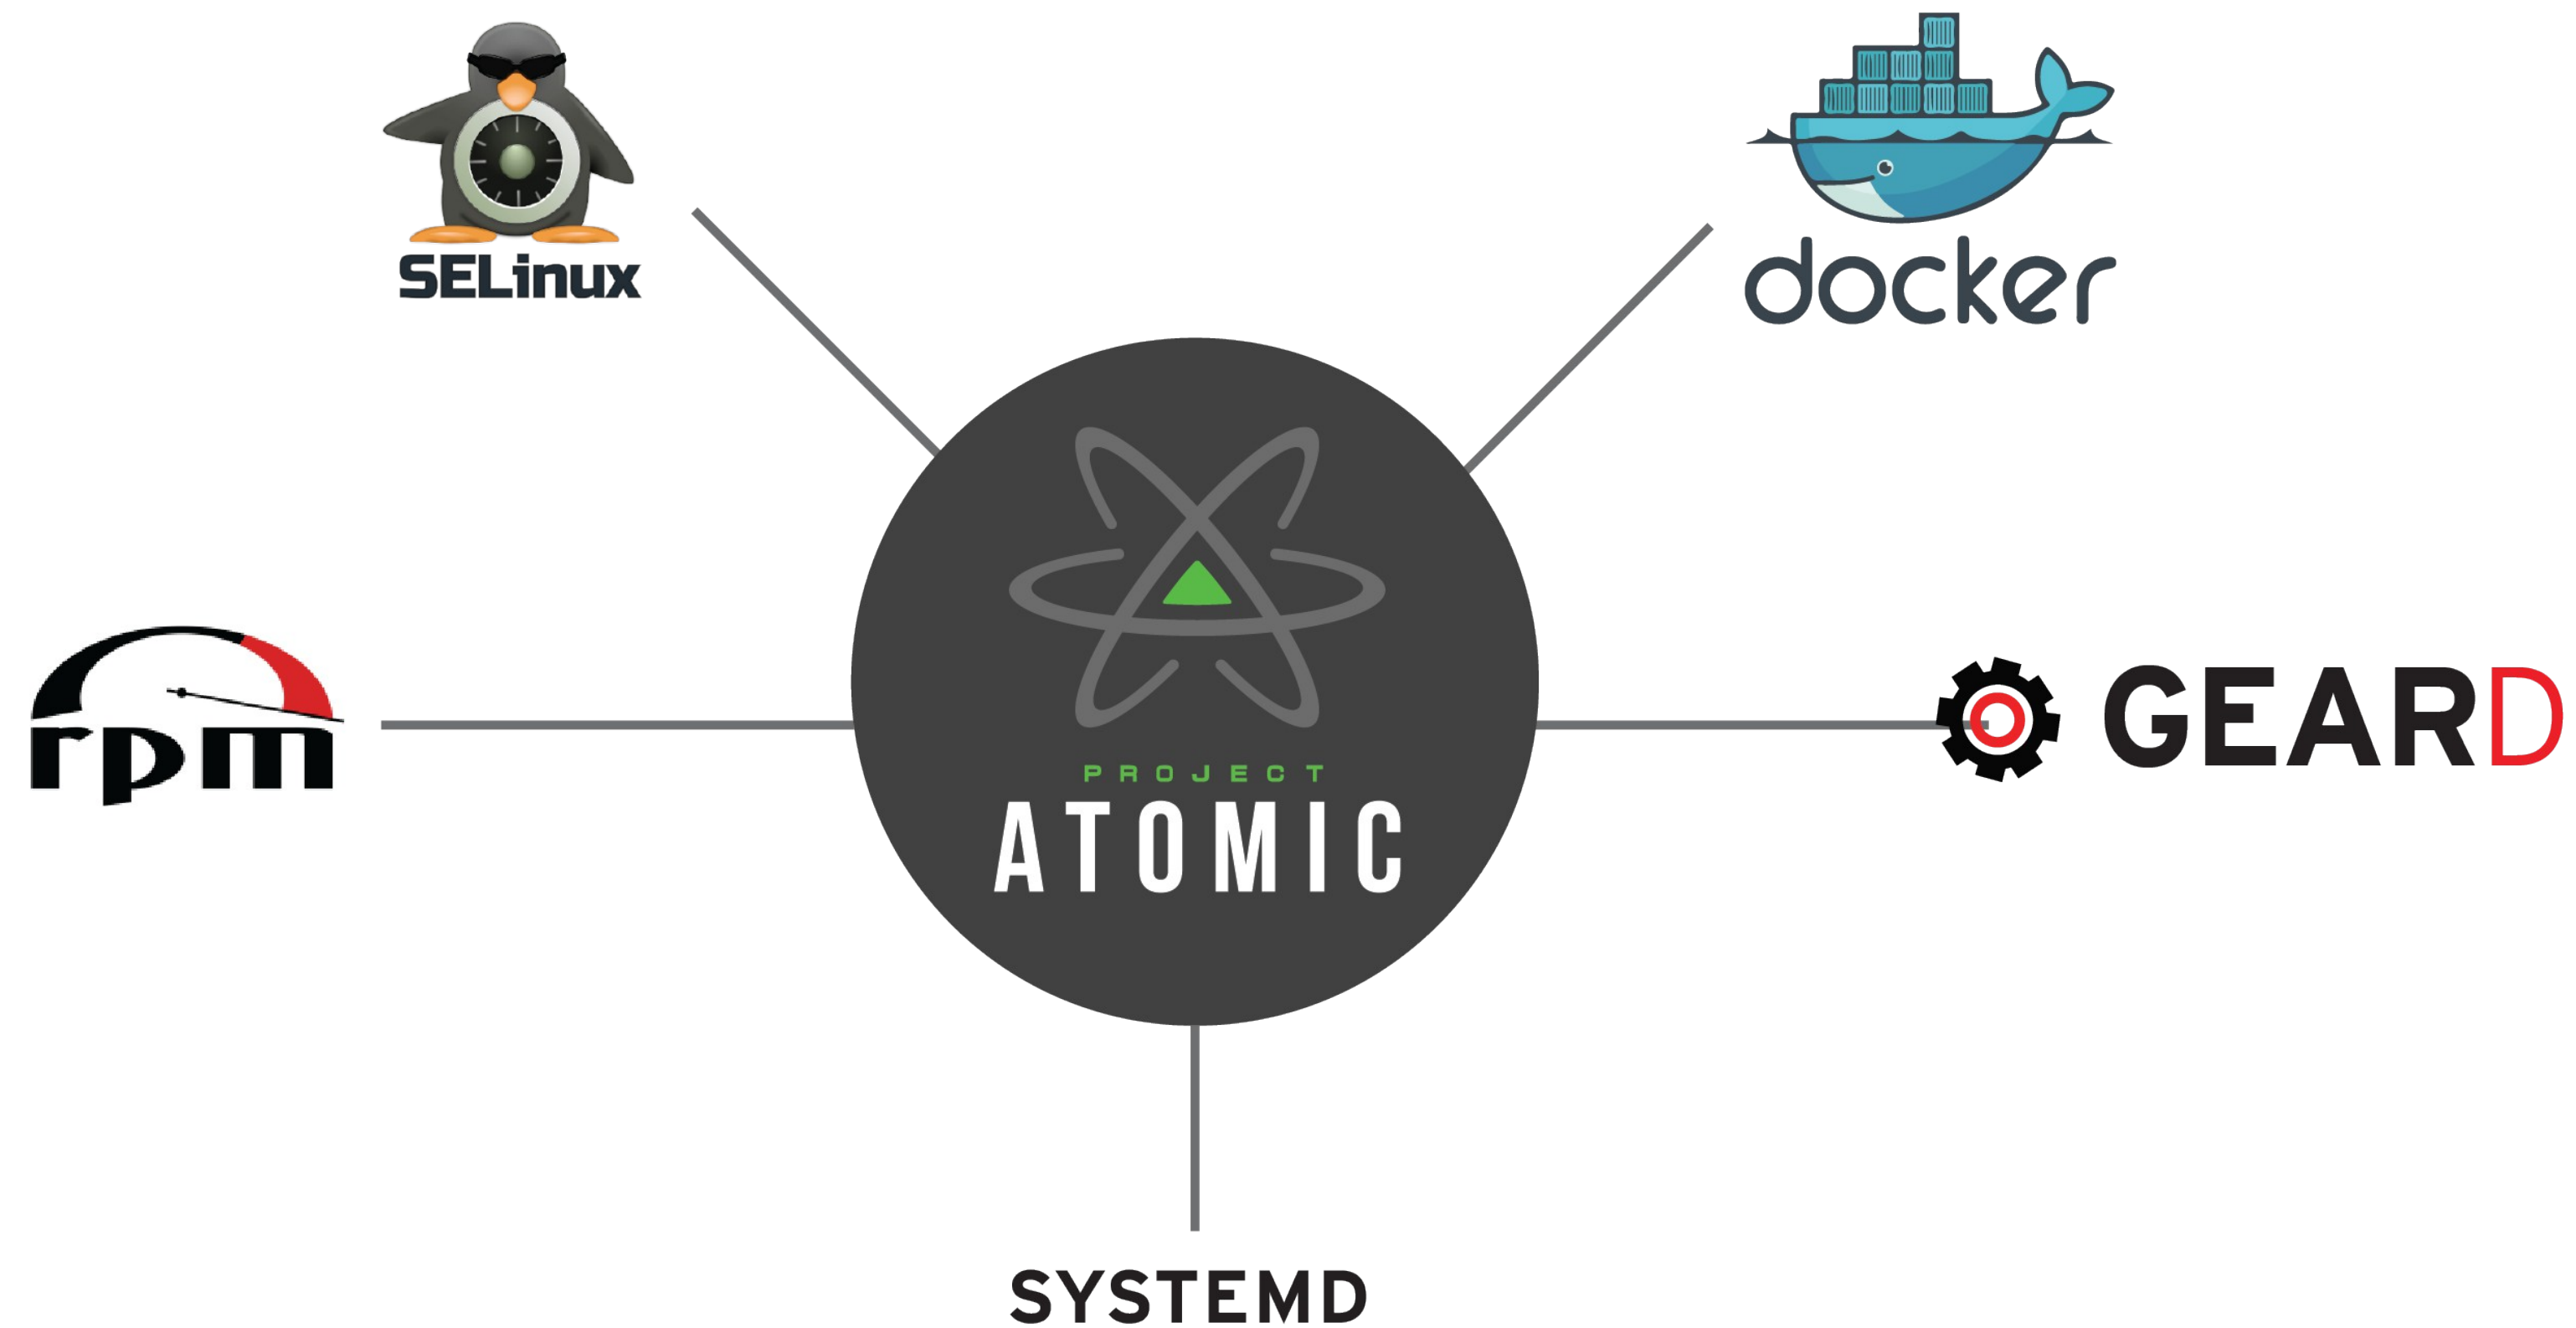 SELinux
docker
rpm
PROJECT
ATOMIC
GEARD
SYSTEMD